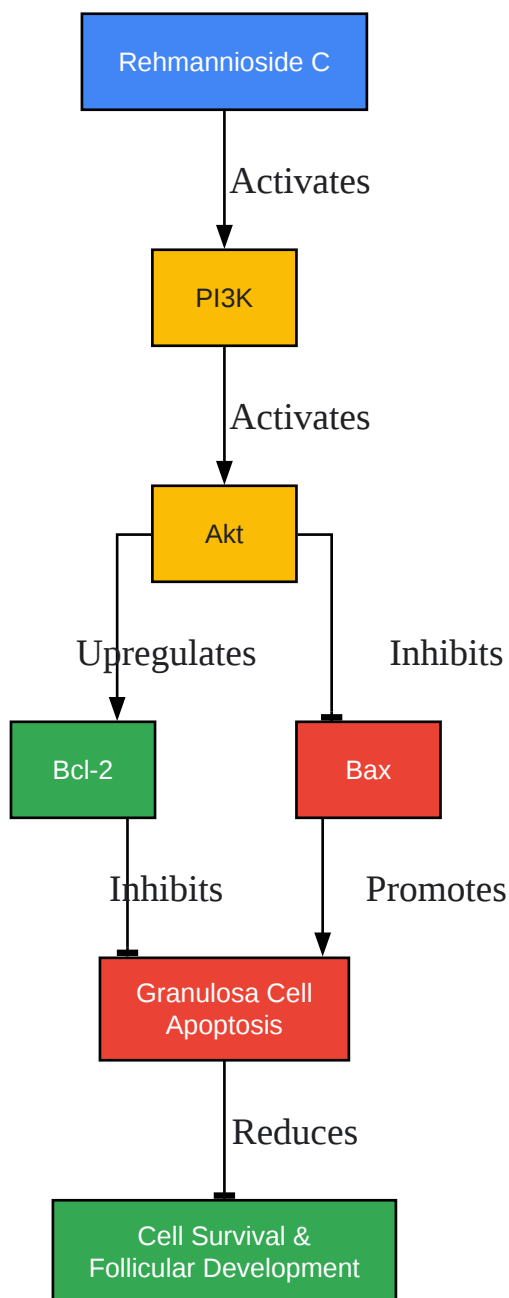 Rehmannioside C
Activates
PI3K
Activates
Akt
Upregulates
Inhibits
Bcl-2
Bax
Inhibits
Promotes
Granulosa Cell
Apoptosis
Reduces
Cell Survival &
Follicular Development